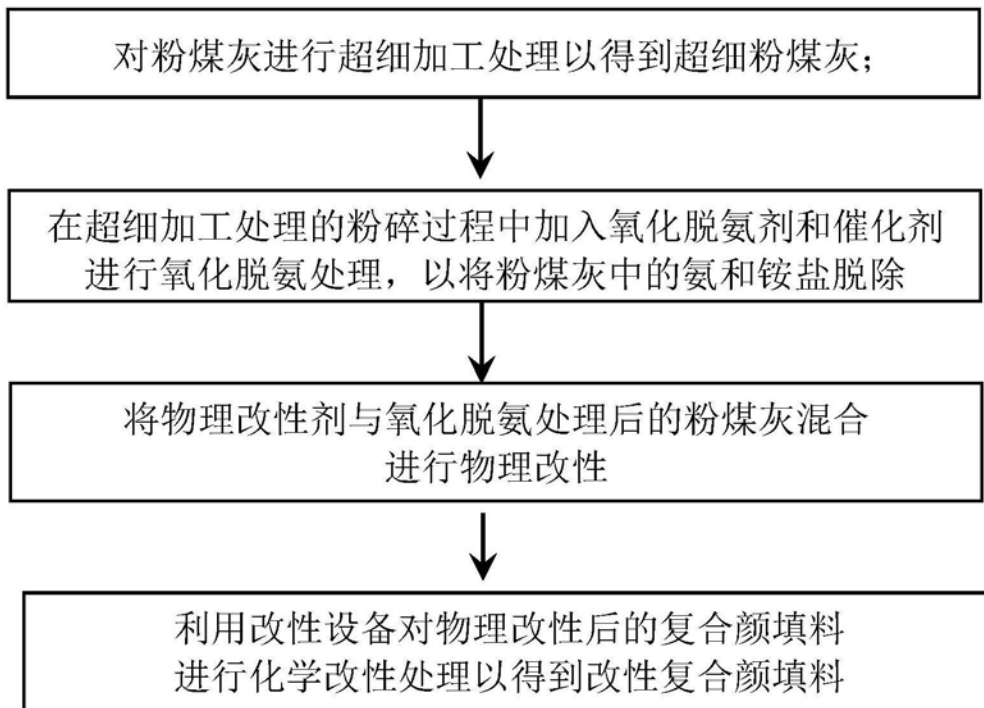 对粉煤灰进行超细加工处理以得到超细粉煤灰；
在超细加工处理的粉碎过程中加入氧化脱氨剂和催化剂
进行氧化脱氨处理，以将粉煤灰中的氨和铵盐脱除
将物理改性剂与氧化脱氨处理后的粉煤灰混合
进行物理改性
利用改性设备对物理改性后的复合颜填料
进行化学改性处理以得到改性复合颜填料